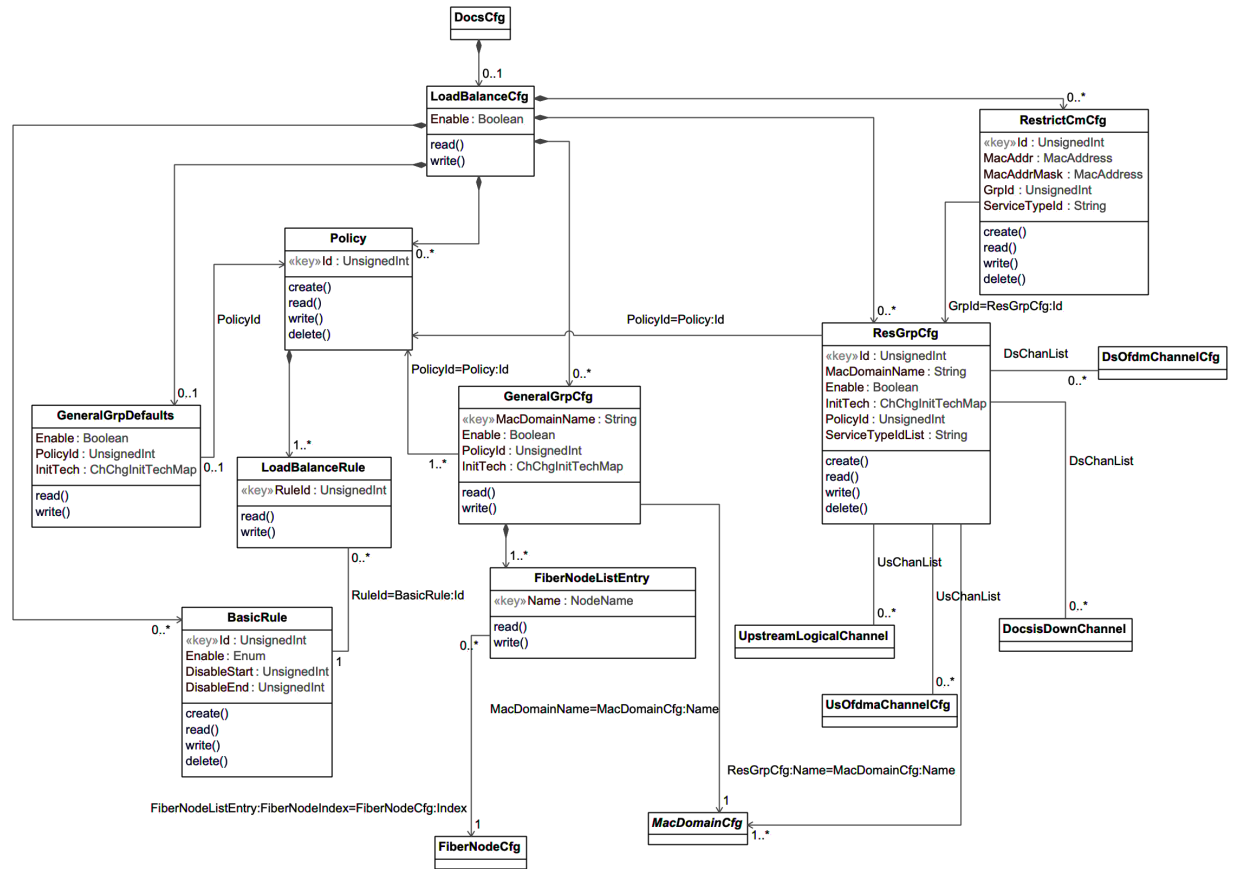 DocsCfg
0..1
LoadBalanceCfg
Enable : Boolean
read()
write()
0..*
RestrictCmCfg
«key»Id : UnsignedInt
MacAddr : MacAddress
MacAddrMask : MacAddress
GrpId : UnsignedInt
ServiceTypeId : String
create()
read()
write()
delete()
Policy
«key»Id : UnsignedInt
create()
read()
write()
delete()
0..*
PolicyId
PolicyId=Policy:Id
0..*
GrpId=ResGrpCfg:Id
ResGrpCfg
«key»Id : UnsignedInt
MacDomainName : String
Enable : Boolean
InitTech : ChChgInitTechMap
PolicyId : UnsignedInt
ServiceTypeIdList : String
create()
read()
write()
delete()
DsChanList
0..*
DsOfdmChannelCfg
PolicyId=Policy:Id
0..*
0..1
GeneralGrpDefaults
Enable : Boolean
PolicyId : UnsignedInt
InitTech : ChChgInitTechMap
read()
write()
0..1
1..*
LoadBalanceRule
«key»RuleId : UnsignedInt
read()
write()
GeneralGrpCfg
«key»MacDomainName : String
Enable : Boolean
PolicyId : UnsignedInt
InitTech : ChChgInitTechMap
read()
write()
1..*
DsChanList
0..*
RuleId=BasicRule:Id
1..*
FiberNodeListEntry
«key»Name : NodeName
read()
write()
0..*
UsChanList
UsChanList
0..*
UpstreamLogicalChannel
0..*
DocsisDownChannel
0..*
BasicRule
«key»Id : UnsignedInt
Enable : Enum
DisableStart : UnsignedInt
DisableEnd : UnsignedInt
create()
read()
write()
delete()
1
0..*
UsOfdmaChannelCfg
MacDomainName=MacDomainCfg:Name
ResGrpCfg:Name=MacDomainCfg:Name
FiberNodeListEntry:FiberNodeIndex=FiberNodeCfg:Index
1
1
MacDomainCfg
1..*
FiberNodeCfg